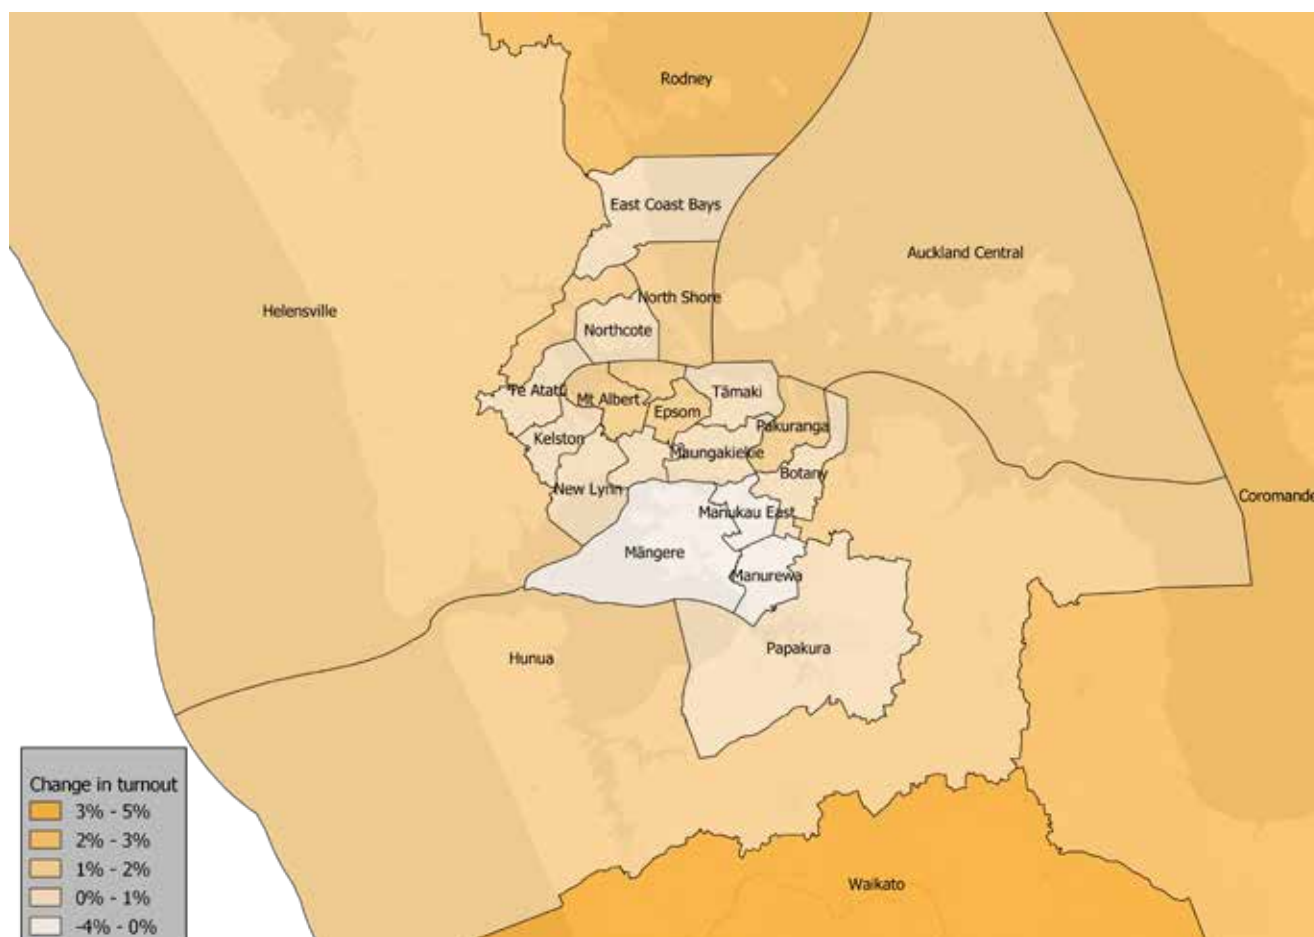 Rodney
East Coast Bays
Auckland Central
Helensville
North Shore
Northcote
Te Atatū
Mt Albert
Tāmaki
Epsom
Pakuranga
Kelston
Maungakiekie
Botany
New Lynn
Coromande
Manukau East
Māngere
Manurewa
Papakura
Hunua
Waikato
Change in turnout
3% - 5%
2% - 3%
1% - 2%
0% - 1%
-4% - 0%